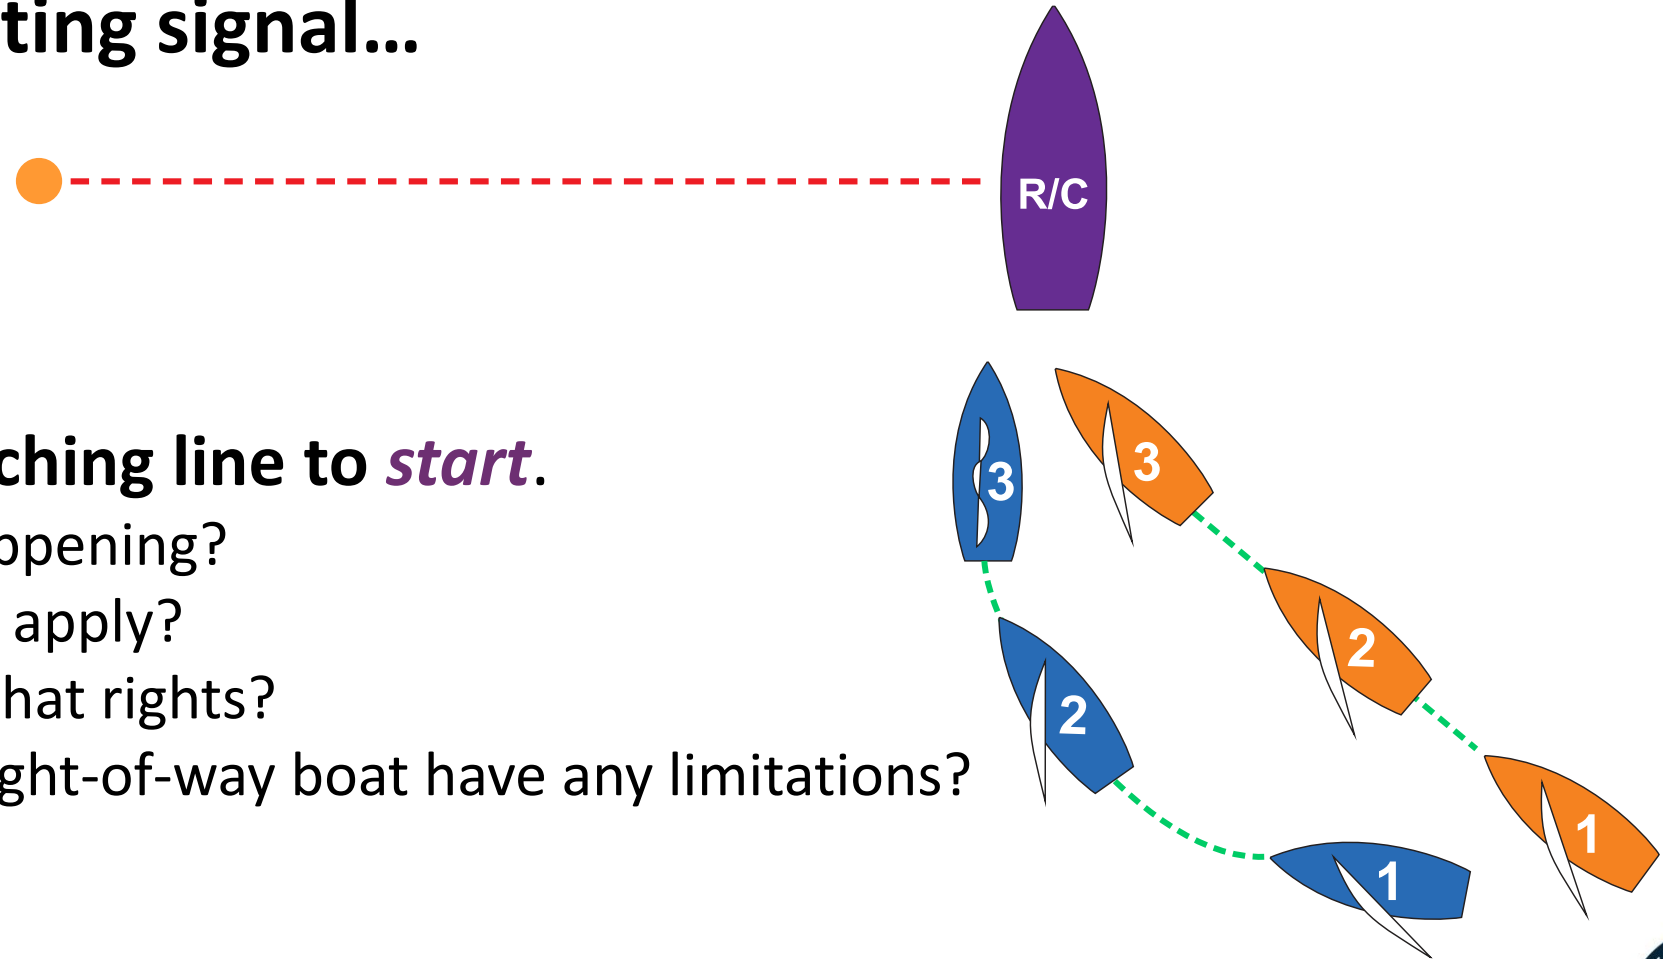 ting signal…
R/C
3
3
ching line to start.
ppening?
2
apply?
hat rights?
2
ght-of-way boat have any limitations?
1
1